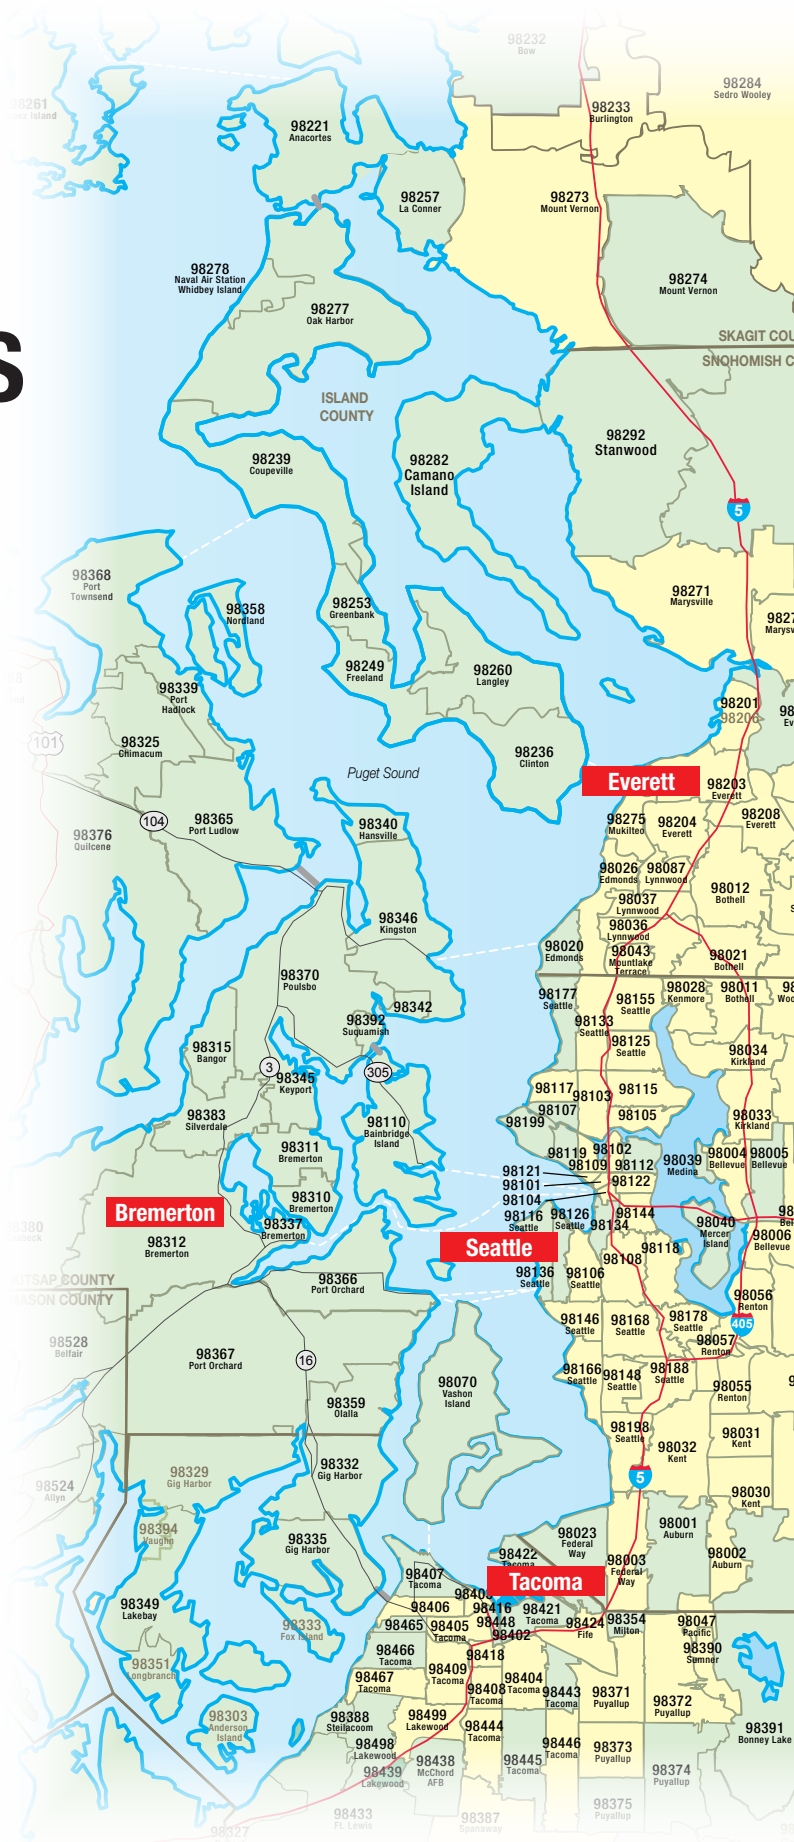 98232
Bow
98284
Sedro Wooley
98261
98233
Burlington
98221
Anacortes
98257
La Conner
98273
Mount Vernon
98278
Naval Air Station
Whidbey Island
98274
Mount Vernon
98277
Oak Harbor
SKAGIT COU
SNOHOMISH C
S
ISLAND
COUNTY
98292
Stanwood
98239
Coupeville
98282
Camano
Island
5
98368
Port
Townsend
98271
Marysville
98358
Nordland
98253
Greenbank
9827
Marysv
98249
Freeland
98260
Langley
98339
Port
Hadlock
98201
98206
98
Ev
101
98325
Chimacum
98236
Clinton
Puget Sound
Everett
98203
Everett
104
98365
Port Ludlow
98340
Hansville
98275
Mukilteo
98204
Everett
98208
Everett
98376
Quilcene
98026
Edmonds
98087
Lynnwood
98012
Bothell
98037
Lynnwood
98346
Kingston
98036
Lynnwood
98020
Edmonds
98043
Mountlake
Terrace
98021
Bothell
98370
Poulsbo
98177
Seattle
98155
Seattle
98028
Kenmore
98011
Bothell
98
Woo
98342
98392
Suquamish
98133
Seattle
98125
Seattle
98315
Bangor
98034
Kirkland
3
305
98345
Keyport
98117
98103
98115
98383
Silverdale
98110
Bainbridge
Island
98107
98105
98033
Kirkland
98199
98311
Bremerton
98119
98102
98109
98112
98039
Medina
98004
Bellevue
98005
Bellevue
98121
98101
98122
98104
98310
Bremerton
Bremerton
98337
Bremerton
98116
Seattle
98126
Seattle
98144
98134
98040
Mercer
Island
98
Bel
98380
98312
Bremerton
Seattle
98006
Bellevue
98108
98118
KITSAP COUNTY
MASON COUNTY
98366
Port Orchard
98136
Seattle
98106
Seattle
98056
Renton
98528
Belfair
98367
Port Orchard
16
98146
Seattle
98168
Seattle
98178
Seattle
405
98057
Renton
98070
Vashon
Island
98166
Seattle
98148
Seattle
98188
Seattle
98055
Renton
9
98359
Olalla
98198
Seattle
98032
Kent
98031
Kent
98332
Gig Harbor
98329
Gig Harbor
5
98524
Allyn
98030
Kent
98394
Vaughn
98335
Gig Harbor
98023
Federal
Way
98001
Auburn
98422
Tacoma
98003
Federal
Way
98002
Auburn
98407
Tacoma
Tacoma
98403
98349
Lakebay
98333
Fox Island
98406
98416
98421
Tacoma
98465
98405
Tacoma
98448
98402
98424
Fife
98354
Milton
98047
Pacific
98466
Tacoma
98418
98390
Sumner
98351
Longbranch
98467
Tacoma
98409
Tacoma
98408
Tacoma
98404
Tacoma
98443
Tacoma
98371
Puyallup
98372
Puyallup
98303
Anderson
Island
98388
Steilacoom
98499
Lakewood
98444
Tacoma
98391
Bonney Lake
98498
Lakewood
98438
McChord
AFB
98445
Tacoma
98446
Tacoma
98373
Puyallup
98439
Lakewood
98374
Puyallup
98433
Ft. Lewis
98387
Spanaway
98375
Puyallup
98327